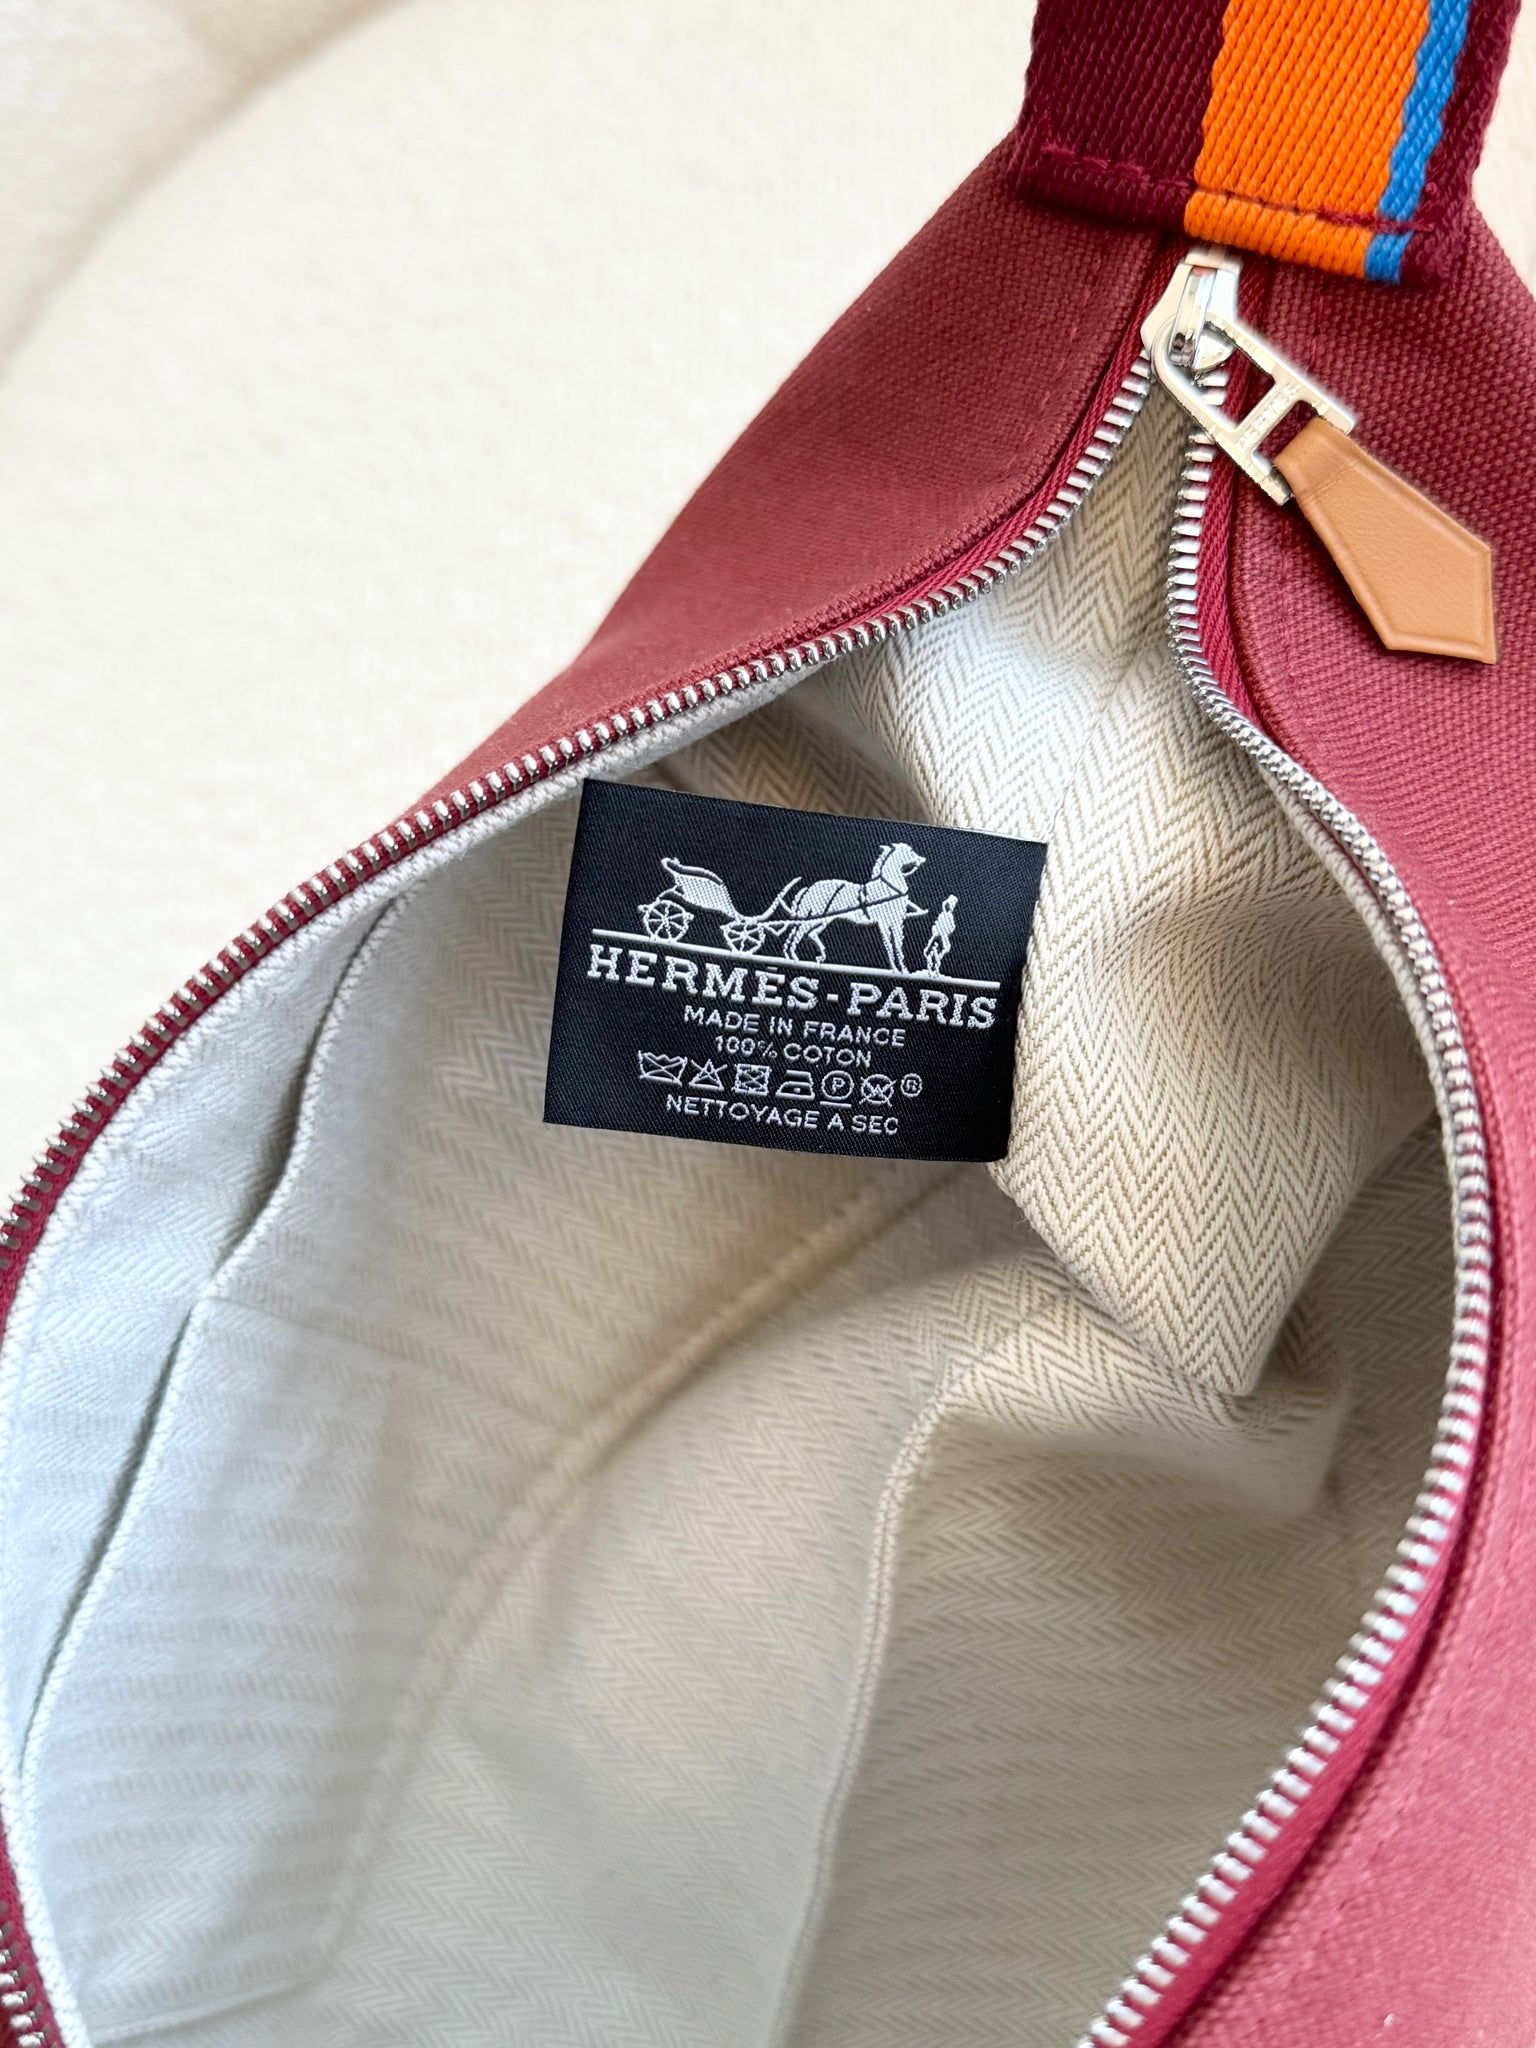 HERMÈS-PARIS
MADE IN FRANCE
100% COTON
P ®
NETTOYAGE A SEC